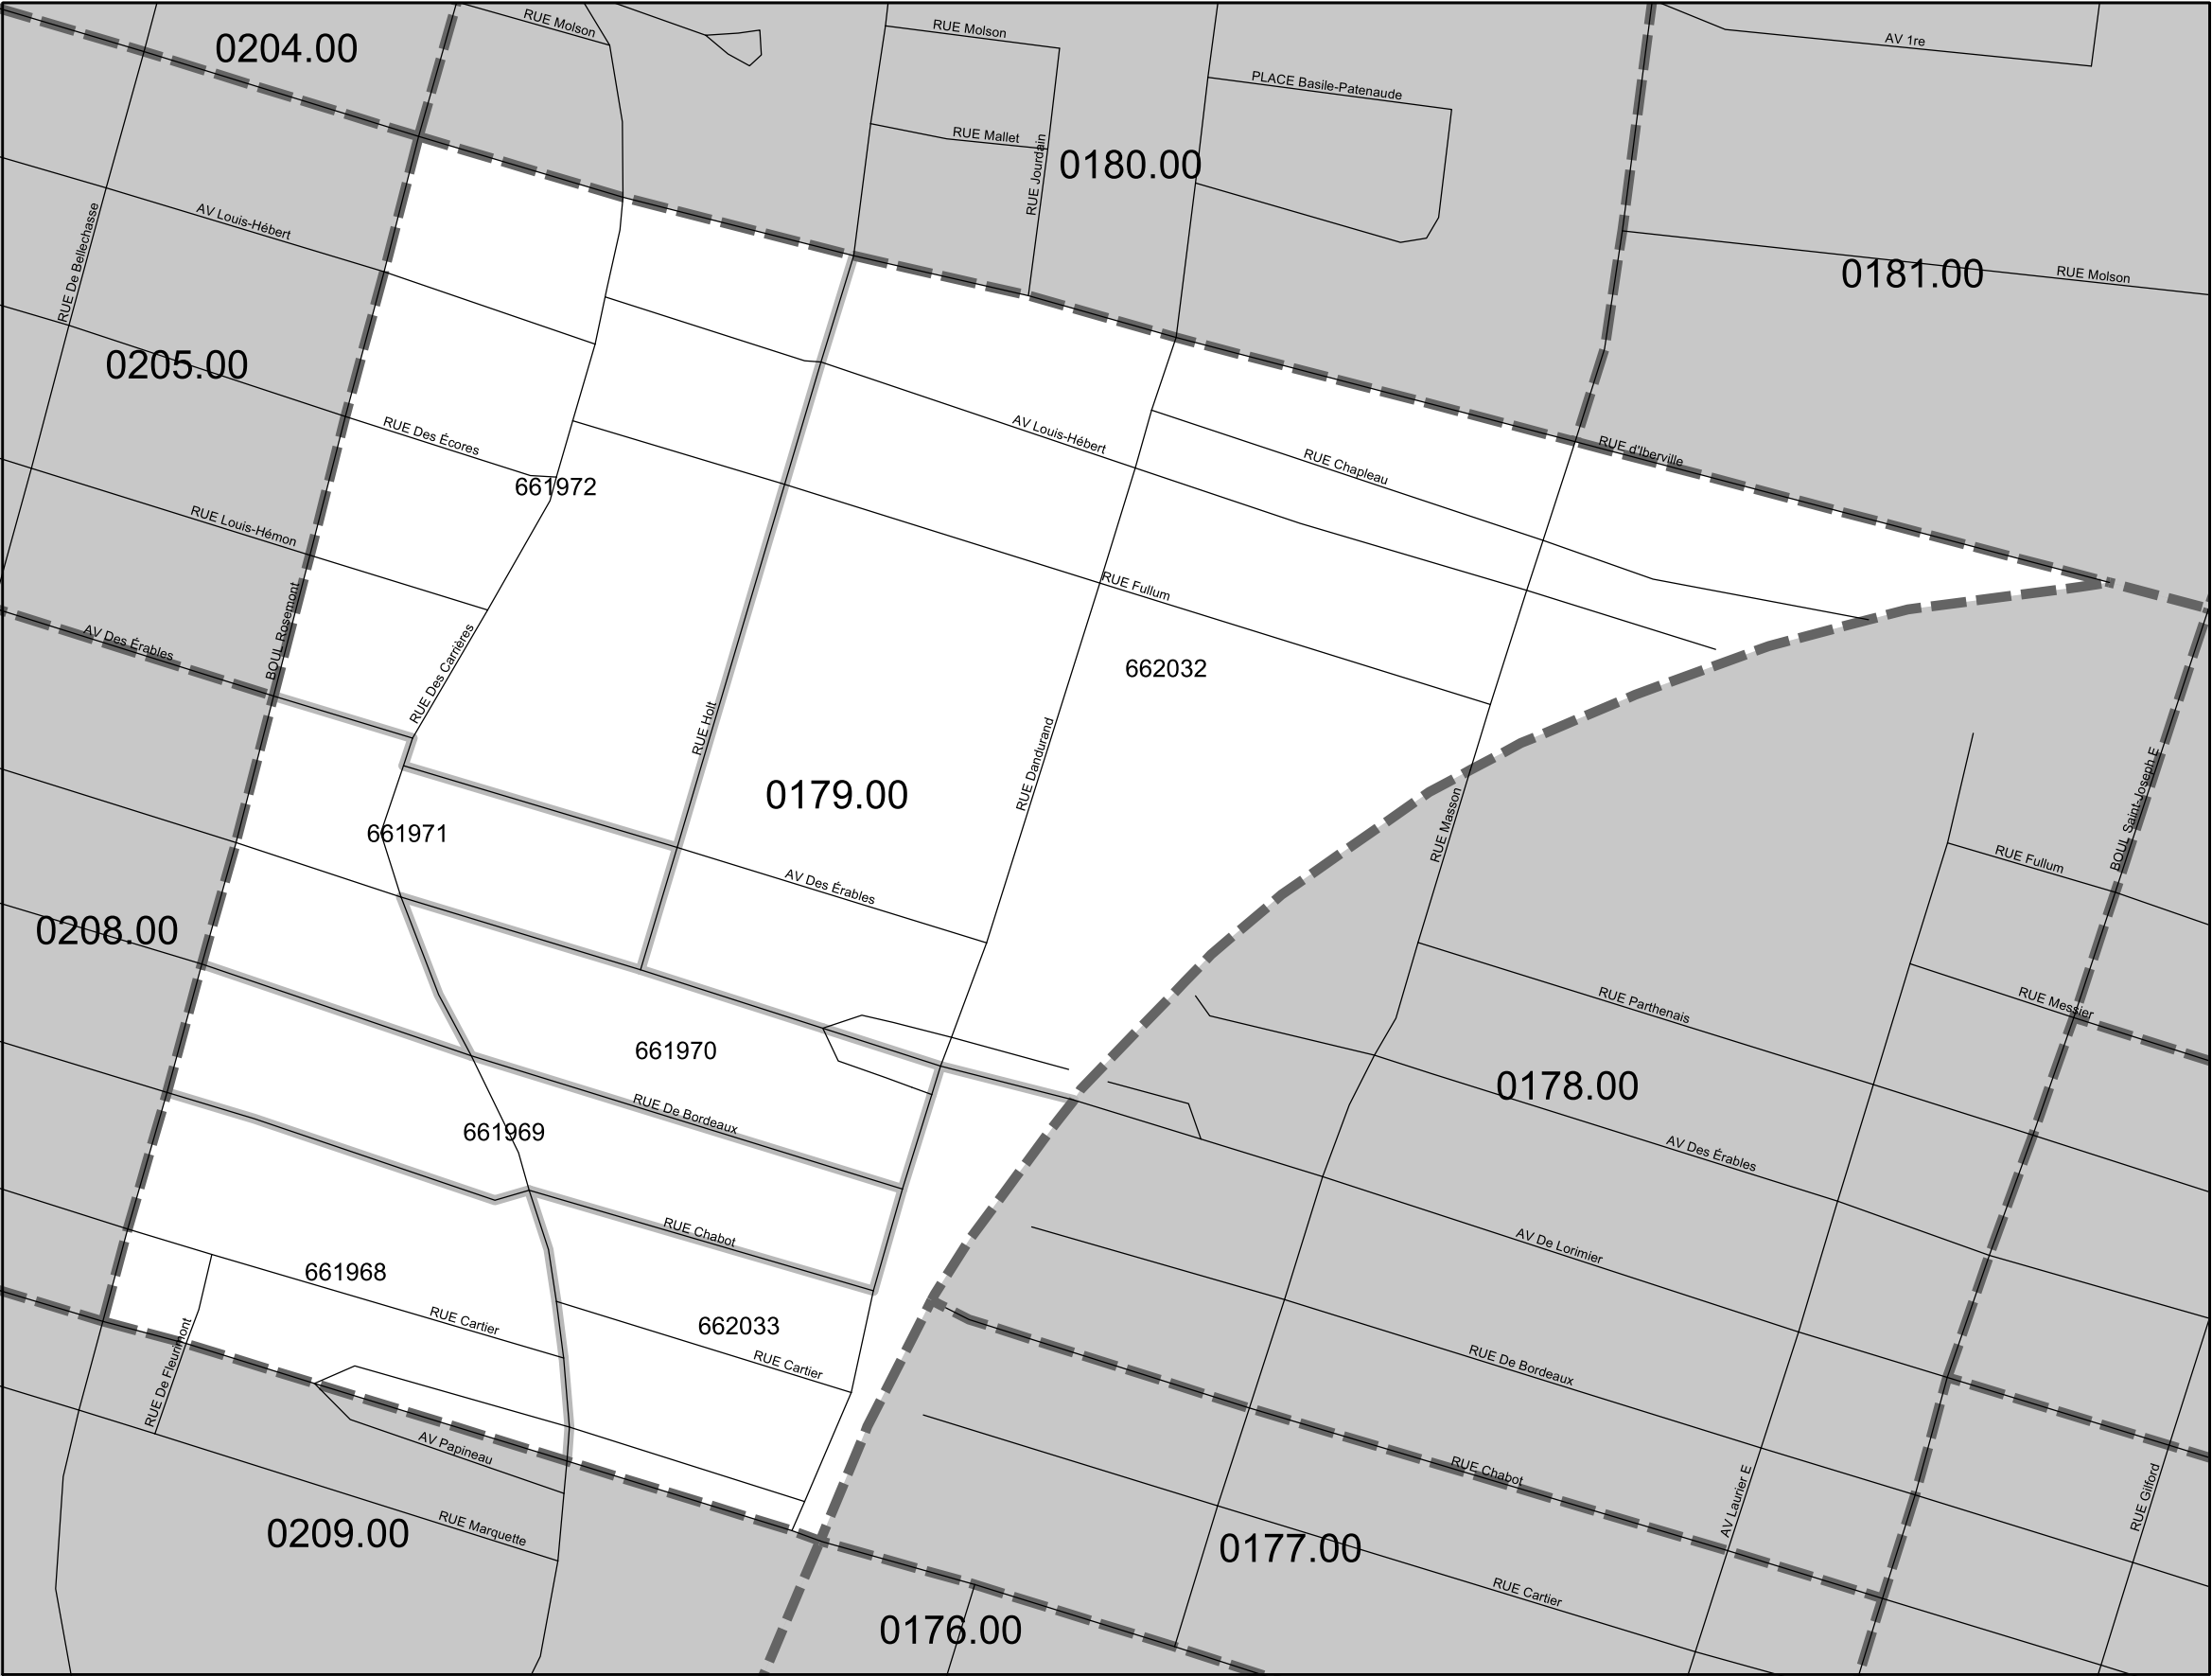 RUE Molson
RUE Molson
AV 1re
0204.00
PLACE Basile-Patenaude
RUE Mallet
RUE Jourdain
0180.00
AV Louis-Hébert
RUE De Bellechasse
0181.00
RUE Molson
0205.00
RUE Des Écores
AV Louis-Hébert
RUE d'Iberville
RUE Chapleau
661972
RUE Louis-Hémon
RUE Fullum
BOUL Rosemont
AV Des Érables
RUE Des Carrières
662032
RUE Holt
RUE Dandurand
0179.00
RUE Masson
BOUL Saint-Joseph E
661971
RUE Fullum
AV Des Érables
0208.00
RUE Parthenais
RUE Messier
661970
0178.00
RUE De Bordeaux
661969
AV Des Érables
RUE Chabot
AV De Lorimier
661968
RUE Cartier
662033
RUE Cartier
RUE De Fleurimont
RUE De Bordeaux
AV Papineau
RUE Chabot
AV Laurier E
RUE Gilford
RUE Marquette
0209.00
0177.00
RUE Cartier
0176.00